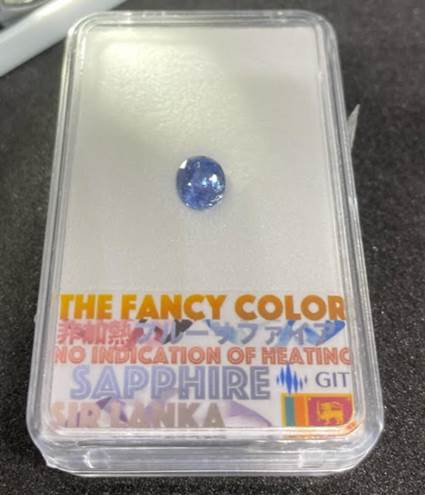 THE FANCY COLOR
非加熱ブルーサファイア
NO INDICATION OF HEATING
SAPPHIRE GIT
SIR LANKA